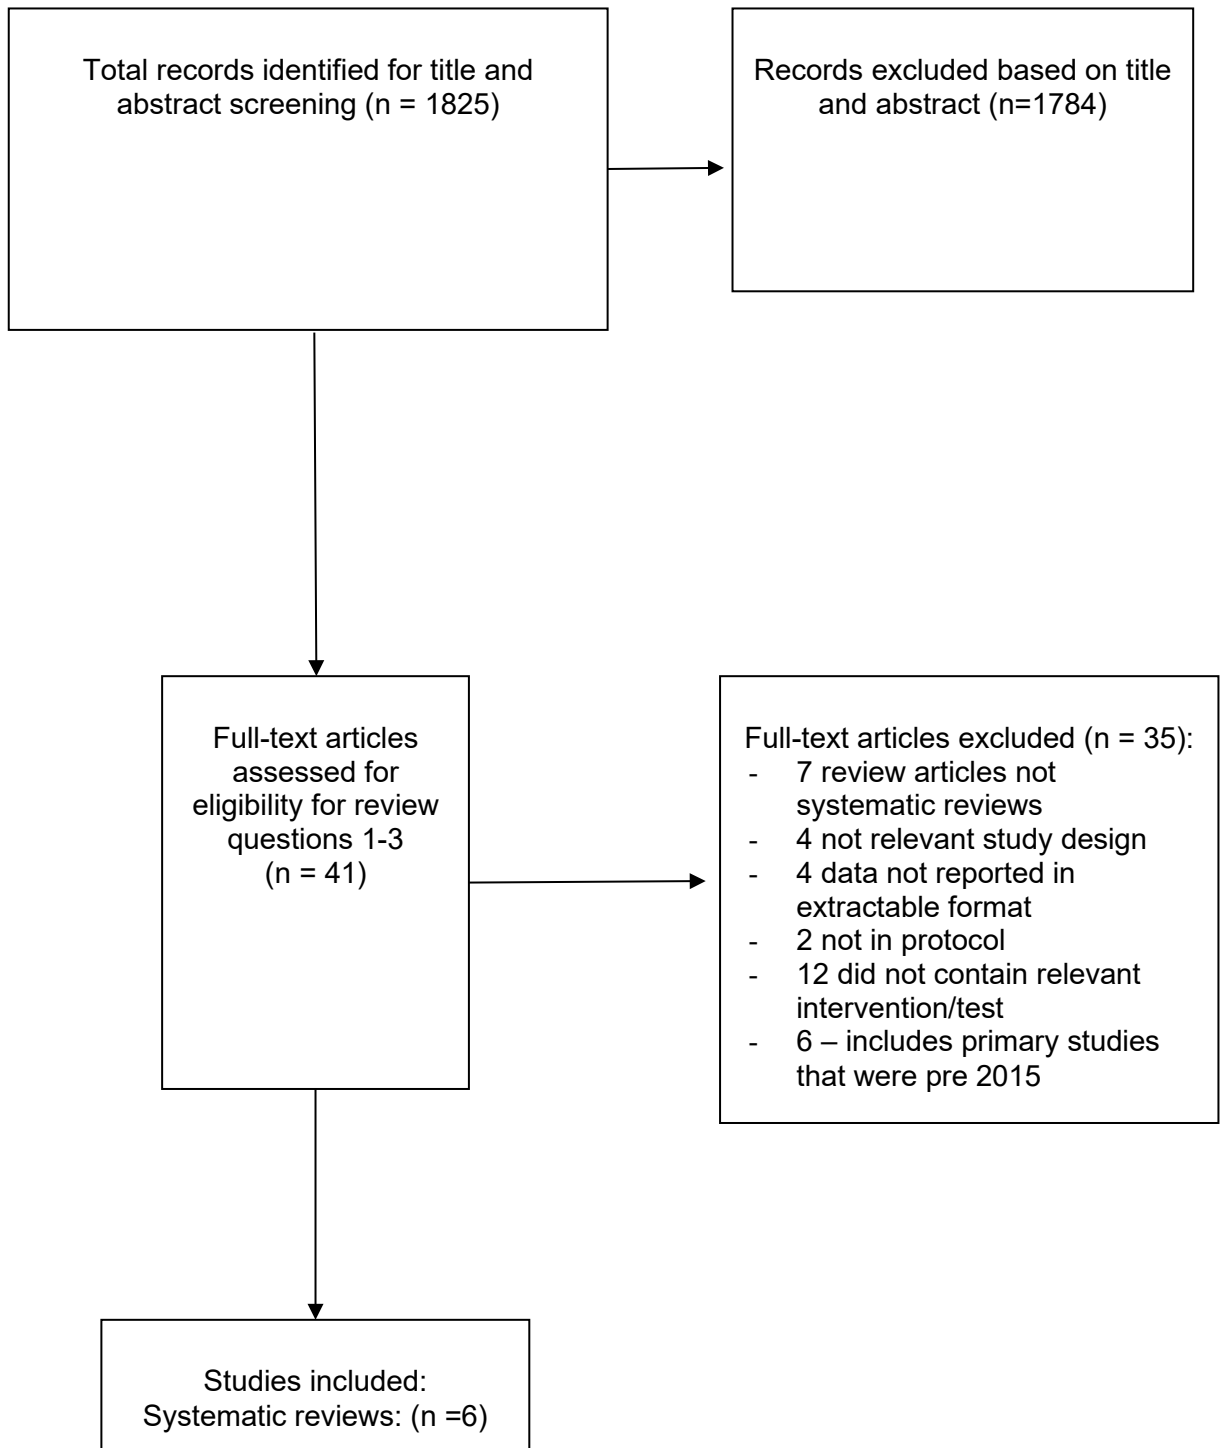 Total records identified for title and
abstract screening (n = 1825)
Records excluded based on title
and abstract (n=1784)
Full-text articles
assessed for
eligibility for review
questions 1-3
(n = 41)
Full-text articles excluded (n = 35):
- 7 review articles not
systematic reviews
- 4 not relevant study design
- 4 data not reported in
extractable format
- 2 not in protocol
- 12 did not contain relevant
intervention/test
- 6 – includes primary studies
that were pre 2015
Studies included:
Systematic reviews: (n =6)